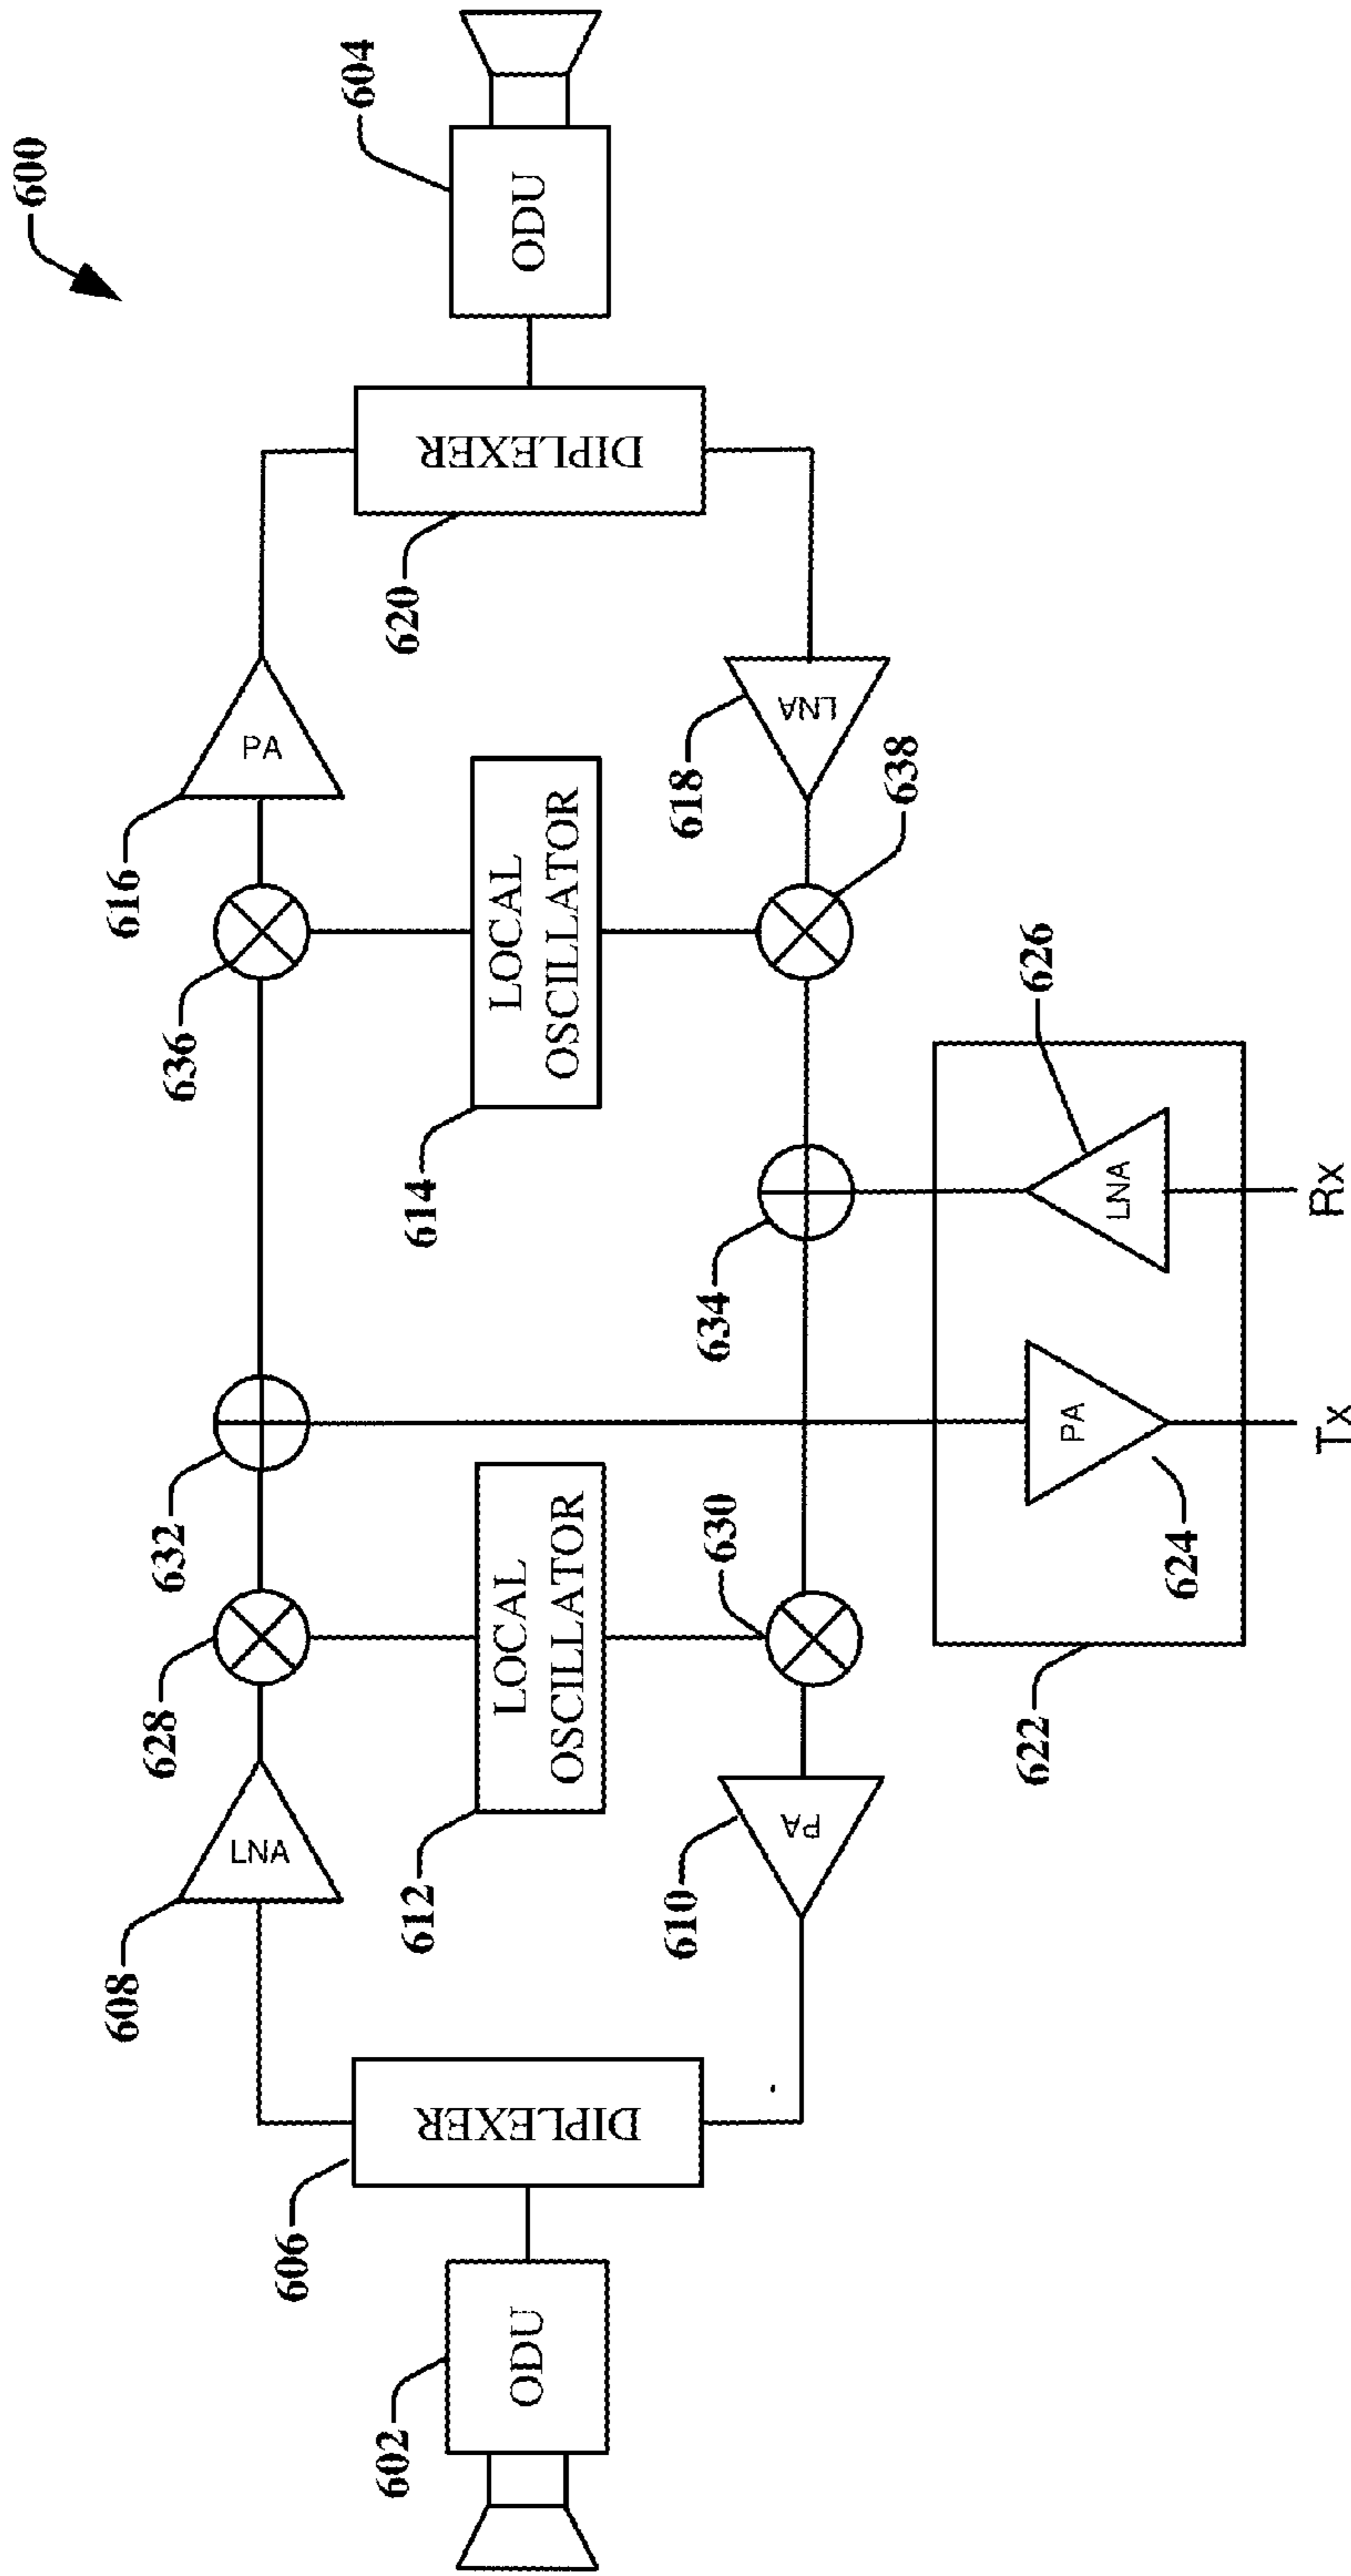 600
608
LNA
628
632
636
616
PA
604
ODU
602
ODU
606
DIPLEXER
612
LOCAL
OSCILLATOR
614
LOCAL
OSCILLATOR
620
DIPLEXER
610
PA
630
634
618
LNA
638
622
624
PA
LNA
626
Tx
Rx